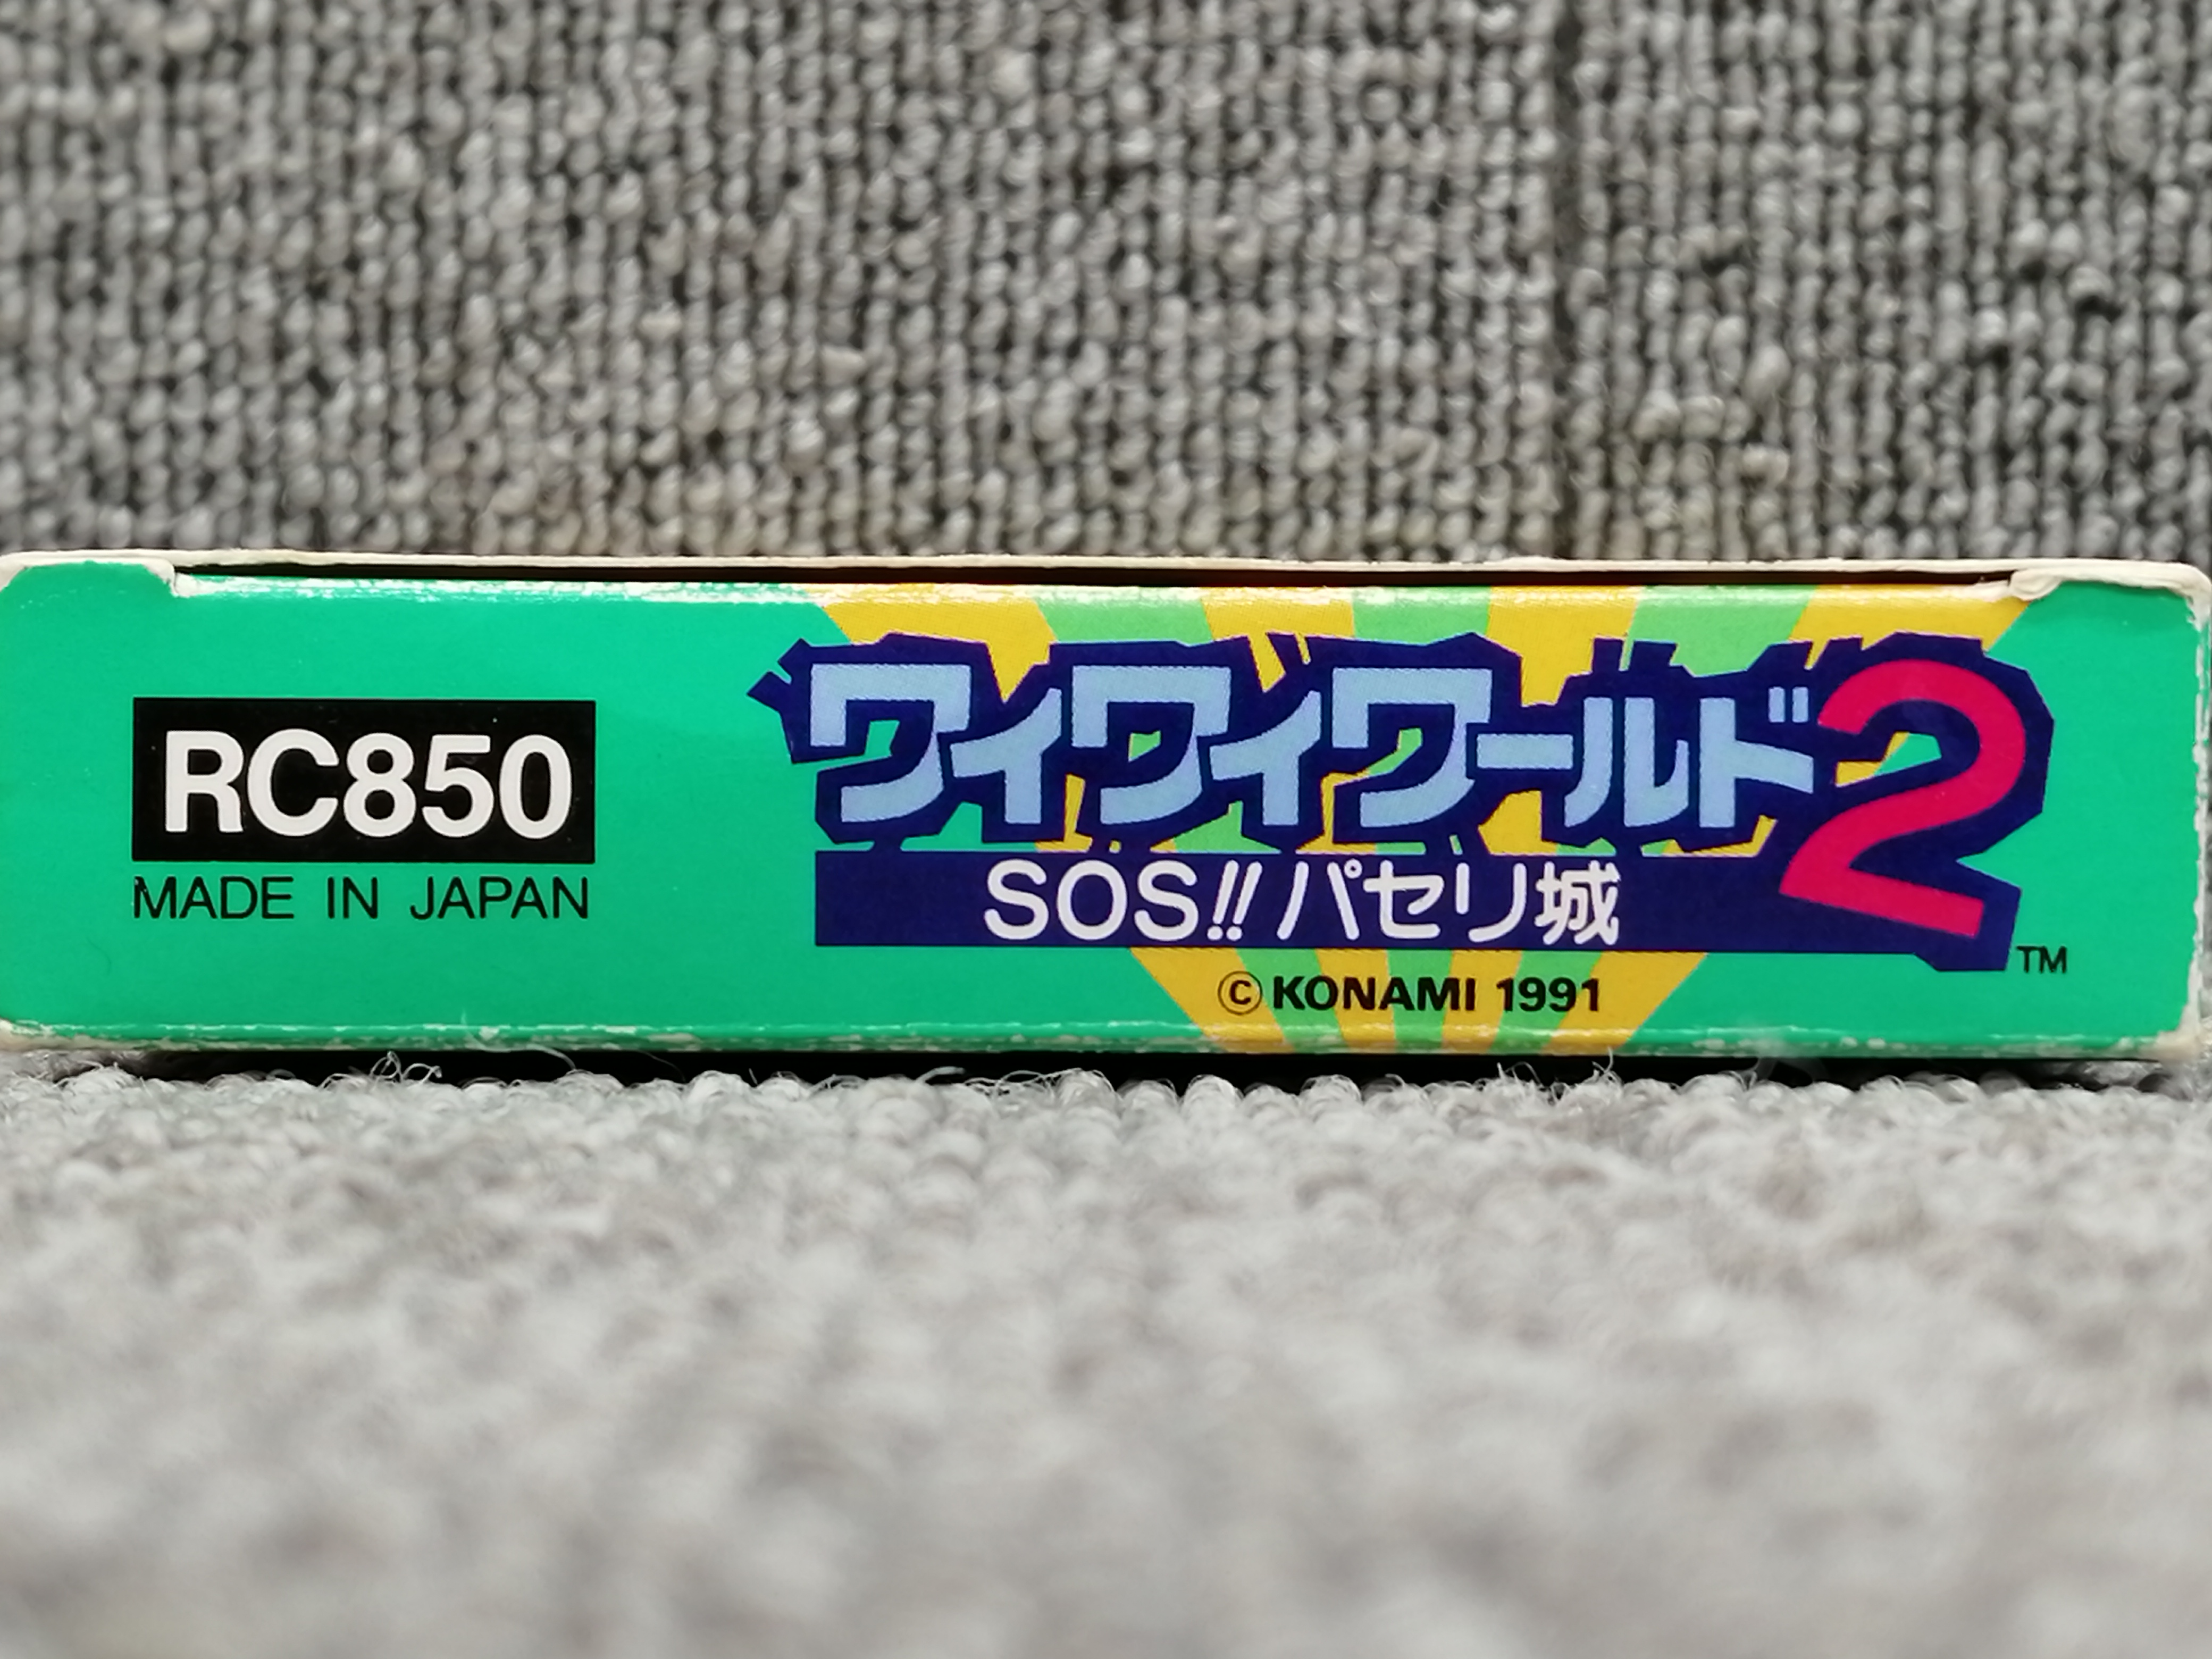 RC850
MADE IN JAPAN
ワイワイワールド2
SOS!!パセリ城
TM
©KONAMI 1991